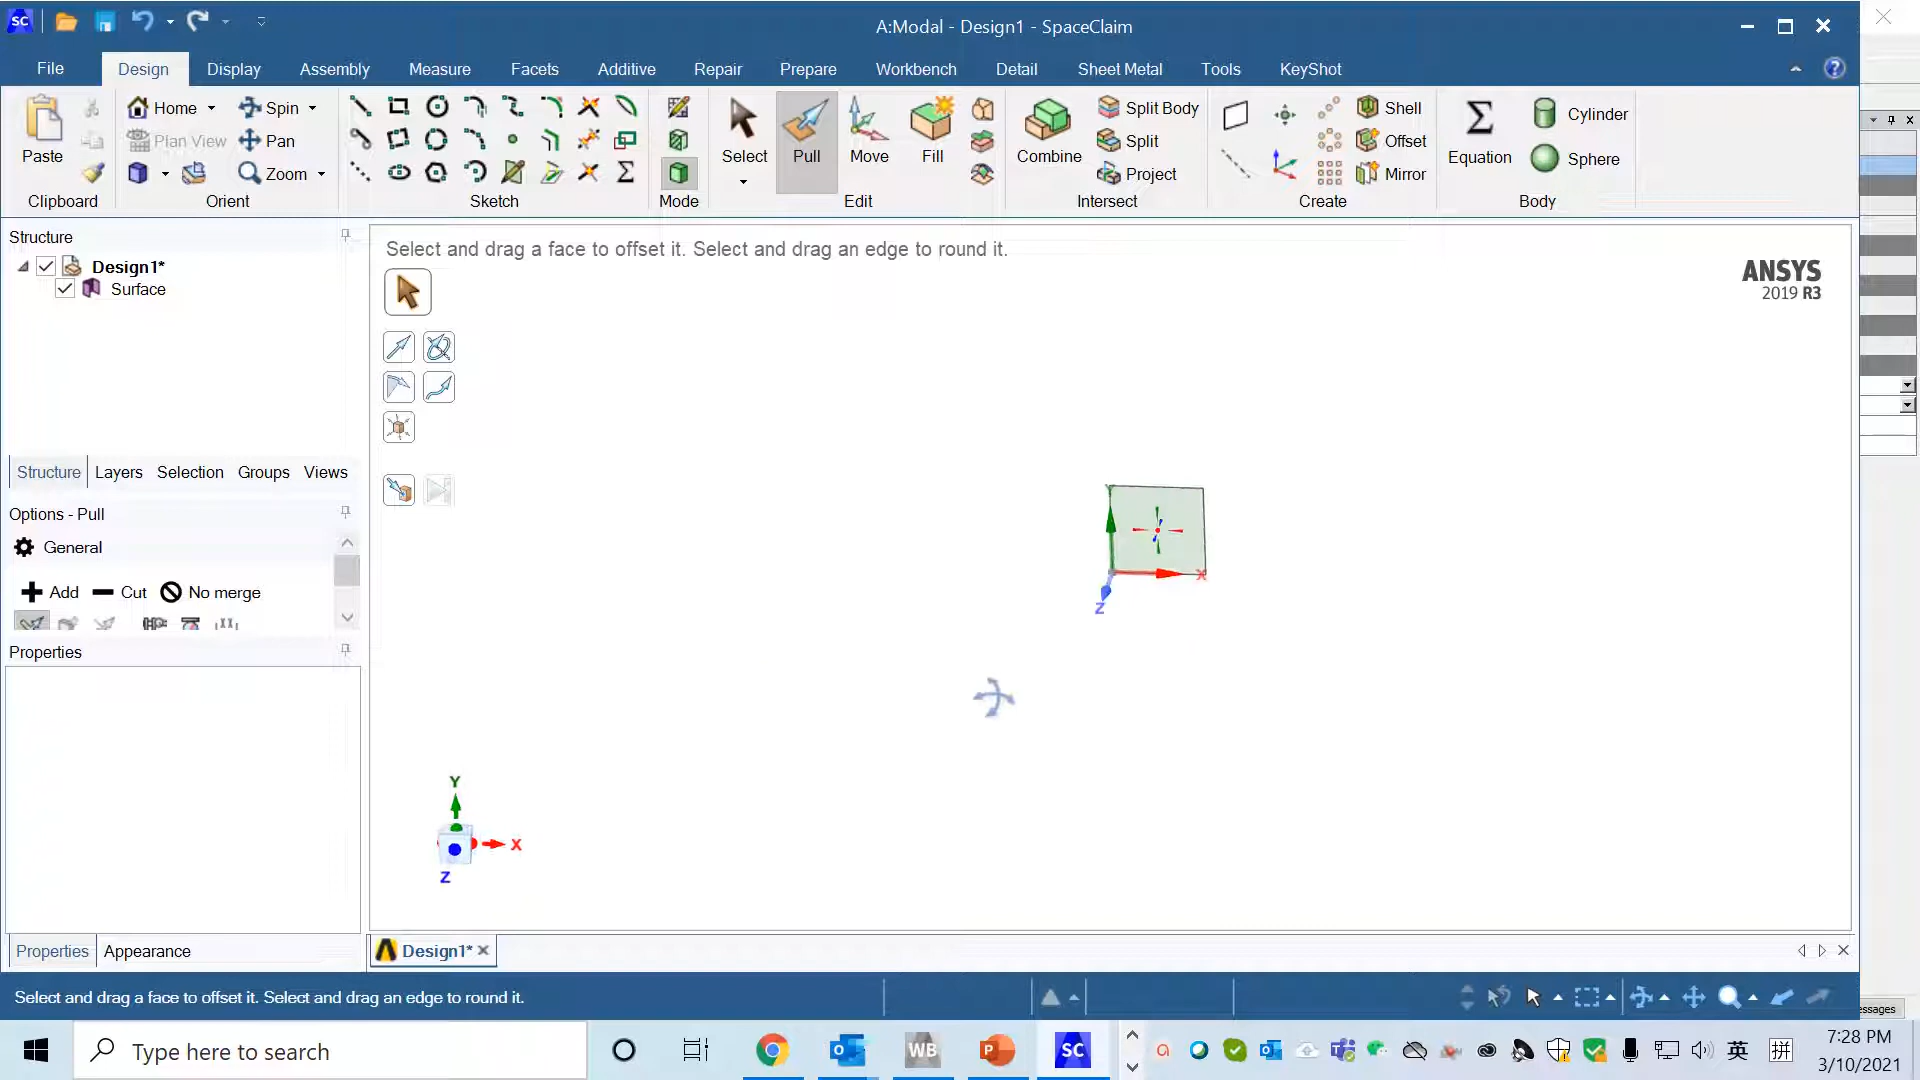 SC
A:Modal - Design1 - SpaceClaim
File Design Display Assembly Measure Facets Additive Repair Prepare Workbench Detail Sheet Metal Tools KeyShot
Paste
Home
Plan View
Spin
Pan
Zoom
Select
Pull
Move
Fill
Combine
Split Body
Split
Project
Shell
Offset
Mirror
Equation
Cylinder
Sphere
Clipboard Orient Sketch Mode Edit Intersect Create Body
Structure
Design1*
Surface
Structure Layers Selection Groups Views
Options - Pull
General
Add Cut No merge
Properties
Properties Appearance
Select and drag a face to offset it. Select and drag an edge to round it.
ANSYS
2019 R3
Y
X
Z
Y
X
Z
Design1*
Select and drag a face to offset it. Select and drag an edge to round it.
essages
Type here to search
WB
P
SC
英
拼
7:28 PM
3/10/2021